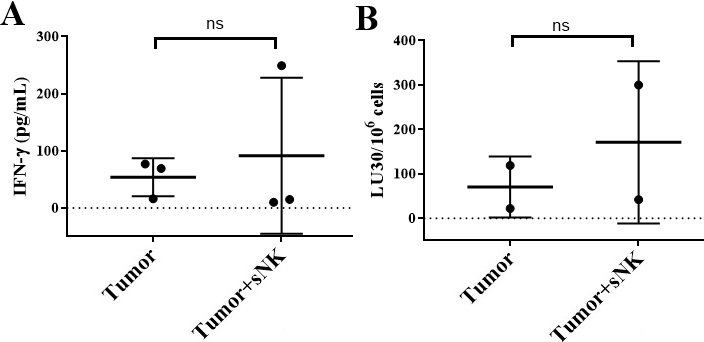 A
ns
IFN-γ (pg/mL)
300
200
100
0
Tumor
Tumor+sNK
B
ns
LU30/10⁶ cells
400
300
200
100
0
Tumor
Tumor+sNK